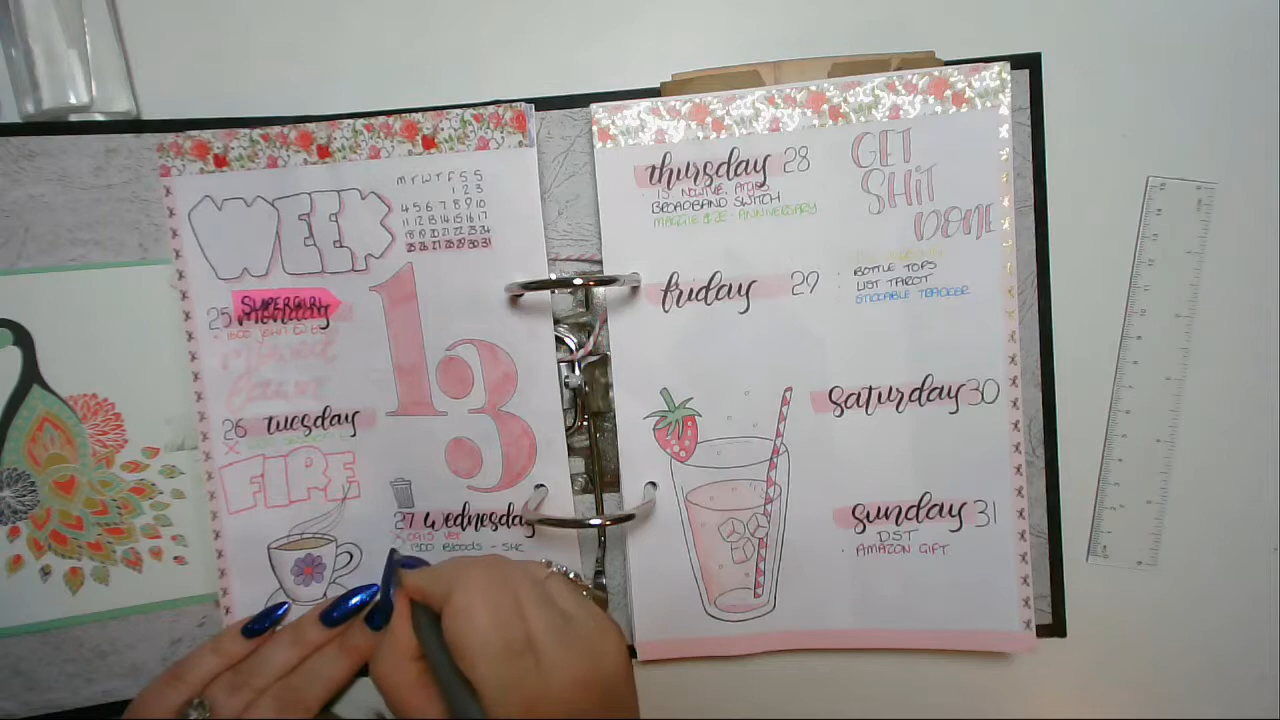 WEEK
M T W T F S S
1 2 3
4 5 6 7 8 9 10
11 12 13 14 15 16 17
18 19 20 21 22 23 24
25 26 27 28 29 30 31
25 SUPERGIRL
monday
13
26 tuesday
FIRE
27 wednesday
0915 Vet
1300 Bloods - SHC
thursday 28
BROADBAND SWITCH
ANNIVERSARY
friday 29
saturday 30
sunday 31
DST
AMAZON GIFT
GET
SHIT
DONE
BOTTLE TOPS
LIST TAROT
TRACKER